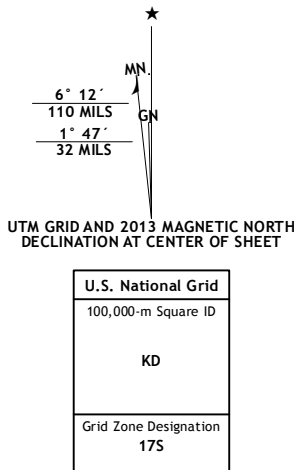 ★
MN.
6° 12´
110 MILS
GN
1° 47´
32 MILS
UTM GRID AND 2013 MAGNETIC NORTH
DECLINATION AT CENTER OF SHEET
U.S. National Grid
100,000-m Square ID
KD
Grid Zone Designation
17S